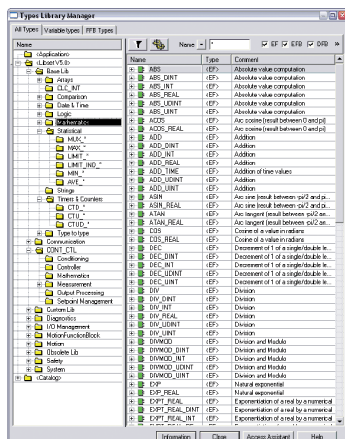 Types Library Manager
All Types Variable types FFB Types
Name
<Application>
<Libset V5.0>
Base Lib
Arrays
CLC_INT
Comparison
Date & Time
Logic
Mathematics
Statistical
MUX_*
MAX_*
LIMIT_*
LIMIT_IND_*
MIN_*
AVE_*
Strings
Timers & Counters
CTD_*
CTU_*
CTUD_*
Type to type
Communication
CONT_CTL
Conditioning
Controller
Mathematics
Measurement
Output Processing
Setpoint Management
Custom Lib
Diagnostics
I/O Management
MotionFunctionBlock
Motion
Obsolete Lib
Safety
System
<Catalog>
Name * EF EFB DFB »
Name Type Comment
ABS <EF> Absolute value computation
ABS_DINT <EF> Absolute value computation
ABS_INT <EF> Absolute value computation
ABS_REAL <EF> Absolute value computation
ABS_UDINT <EF> Absolute value computation
ABS_UINT <EF> Absolute value computation
ACOS <EF> Arc cosine (result between 0 and pi)
ACOS_REAL <EF> Arc cosine (result between 0 and pi)
ADD <EF> Addition
ADD_DINT <EF> Addition
ADD_INT <EF> Addition
ADD_REAL <EF> Addition
ADD_TIME <EF> Addition of time values
ADD_UDINT <EF> Addition
ADD_UINT <EF> Addition
ASIN <EF> Arc sine (result between -pi/2 and pi...
ASIN_REAL <EF> Arc sine (result between -pi/2 and pi...
ATAN <EF> Arc tangent (result between -pi/2 an...
ATAN_REAL <EF> Arc tangent (result between -pi/2 an...
COS <EF> Cosine of a value in radians
COS_REAL <EF> Cosine of a value in radians
DEC <EF> Decrement of 1 of a single/double le...
DEC_DINT <EF> Decrement of 1 of a single/double le...
DEC_INT <EF> Decrement of 1 of a single/double le...
DEC_UDINT <EF> Decrement of 1 of a single/double le...
DEC_UINT <EF> Decrement of 1 of a single/double le...
DIV <EF> Division
DIV_DINT <EF> Division
DIV_INT <EF> Division
DIV_REAL <EF> Division
DIV_UDINT <EF> Division
DIV_UINT <EF> Division
DIVMOD <EF> Division and Modulo
DIVMOD_DINT <EF> Division and Modulo
DIVMOD_INT <EF> Division and Modulo
DIVMOD_UDINT <EF> Division and Modulo
DIVMOD_UINT <EF> Division and Modulo
EXP <EF> Natural exponential
EXP_REAL <EF> Natural exponential
EXPT_REAL <EF> Exponentiation of a real by a numerical
EXPT_REAL_DINT <EF> Exponentiation of a real by a numerical
EXPT_REAL_INT <EF> Exponentiation of a real by a numerical
Information Close Access Assistant Help